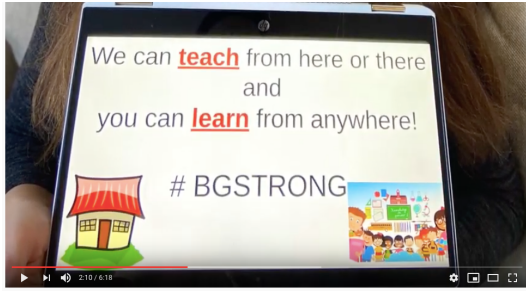 We can teach from here or there
and
you can learn from anywhere!
# BGSTRONG
2:10 / 6:18